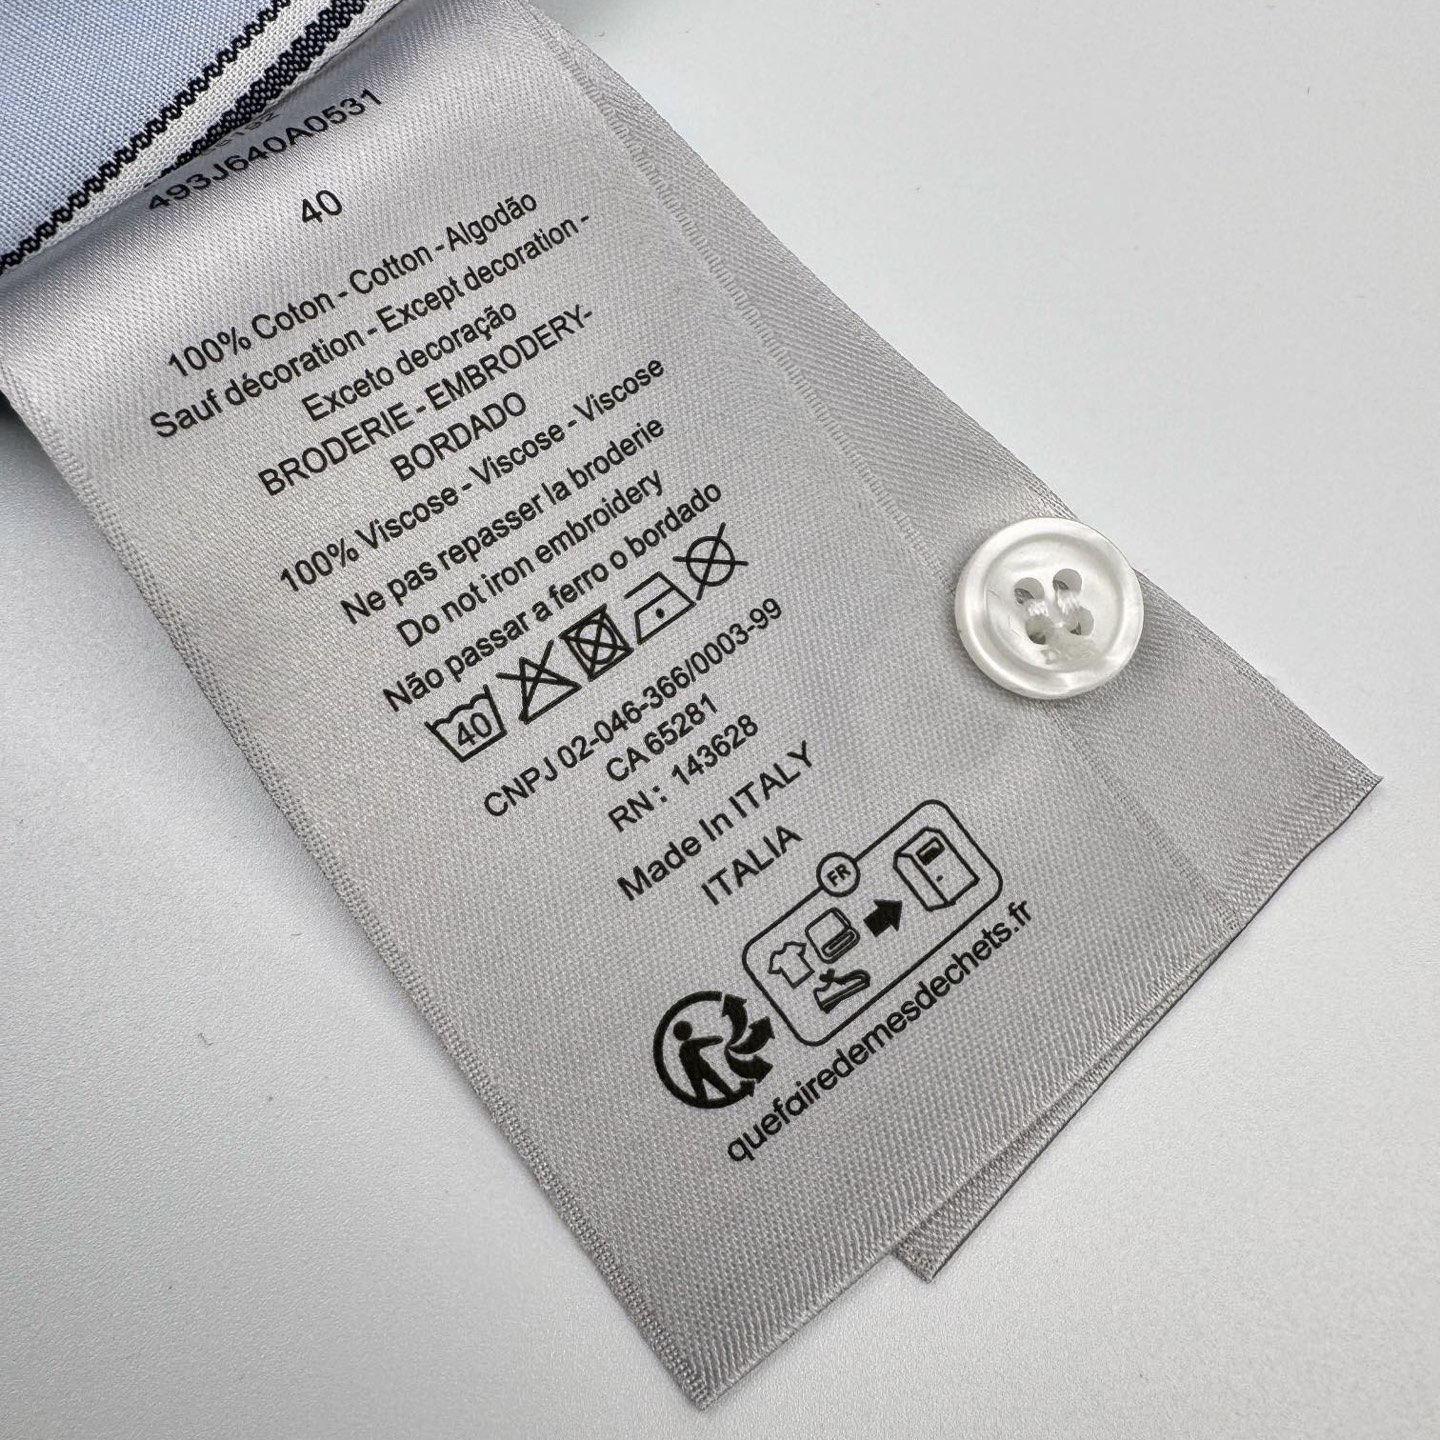 493J640A0531
40
100% Coton - Cotton - Algodão
Sauf décoration - Except decoration -
Exceto decoração
BRODERIE - EMBRODERY-
BORDADO
100% Viscose - Viscose - Viscose
Ne pas repasser la broderie
Do not iron embroidery
Não passar a ferro o bordado
40
CNPJ 02-046-366/0003-99
CA 65281
RN: 143628
Made In ITALY
ITALIA
FR
quefairedemesdechets.fr